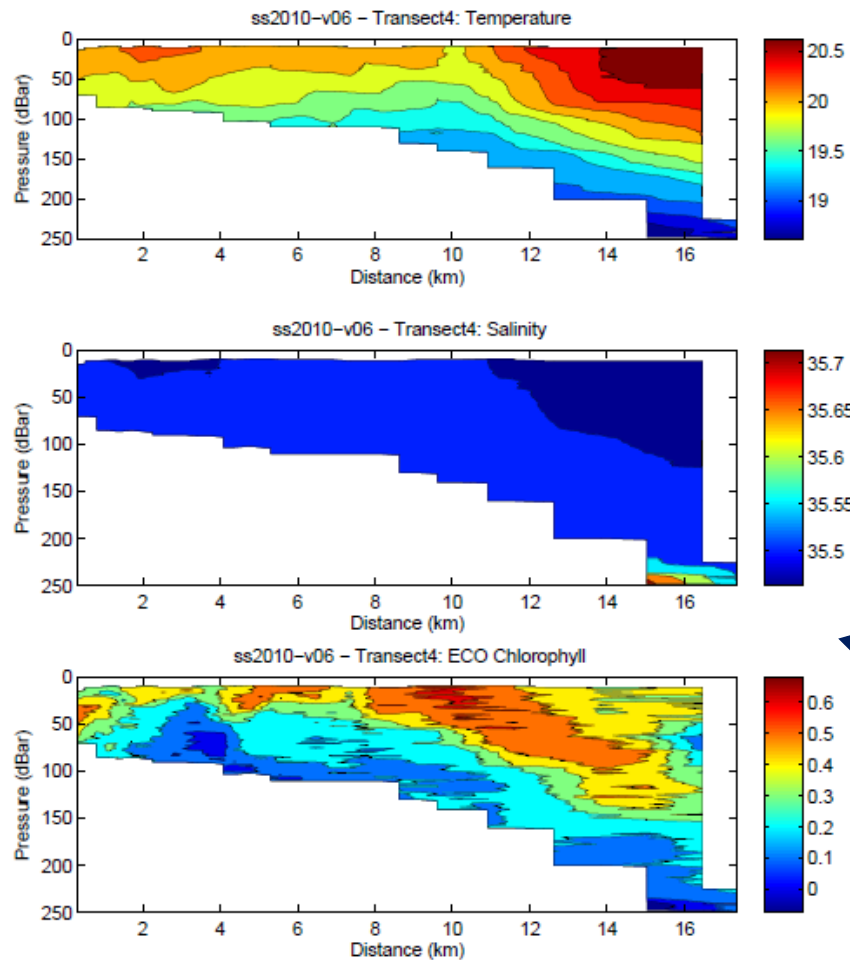 ss2010−v06 − Transect4: Temperature
Pressure (dBar)
0
50
100
150
200
250
2 4 6 8 10 12 14 16
Distance (km)
20.5
20
19.5
19
ss2010−v06 − Transect4: Salinity
Pressure (dBar)
0
50
100
150
200
250
2 4 6 8 10 12 14 16
Distance (km)
35.7
35.65
35.6
35.55
35.5
ss2010−v06 − Transect4: ECO Chlorophyll
Pressure (dBar)
0
50
100
150
200
250
2 4 6 8 10 12 14 16
Distance (km)
0.6
0.5
0.4
0.3
0.2
0.1
0